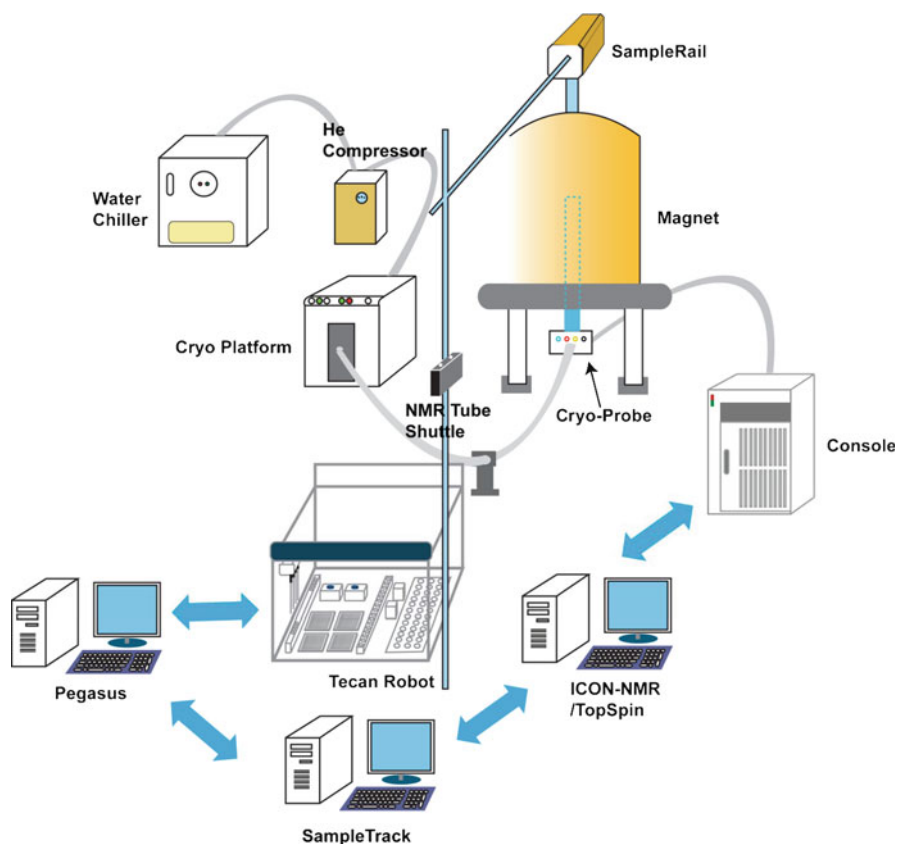 SampleRail
He
Compressor
Water
Chiller
Magnet
Cryo Platform
NMR Tube
Shuttle
Cryo-Probe
Console
Tecan Robot
Pegasus
ICON-NMR
/TopSpin
SampleTrack